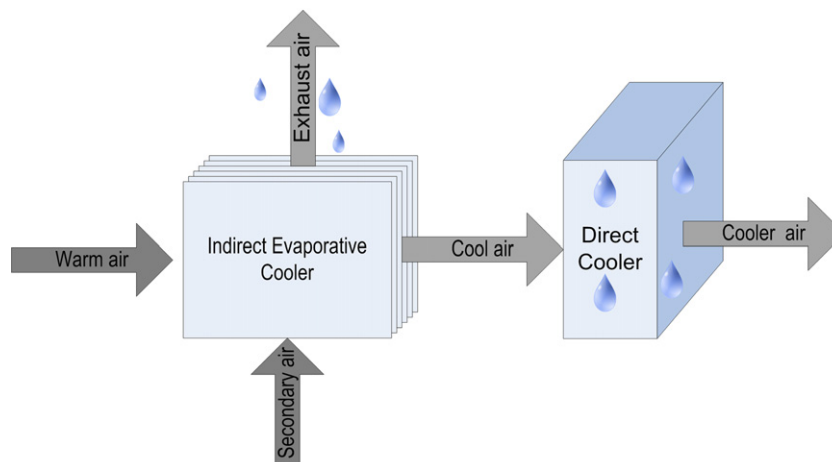 Exhaust air
Warm air
Indirect Evaporative
Cooler
Cool air
Direct
Cooler
Cooler air
Secondary air